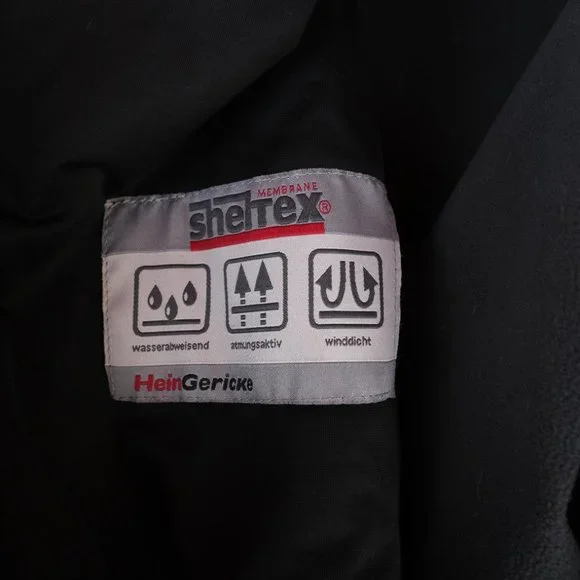 MEMBRANE
shelTex®
wasserabweisend
atmungsaktiv
winddicht
HeinGericke